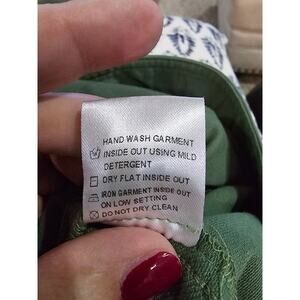 HAND WASH GARMENT
INSIDE OUT USING MILD
DETERGENT
DRY FLAT INSIDE OUT
IRON GARMENT INSIDE OUT
ON LOW SETTING
DO NOT DRY CLEAN